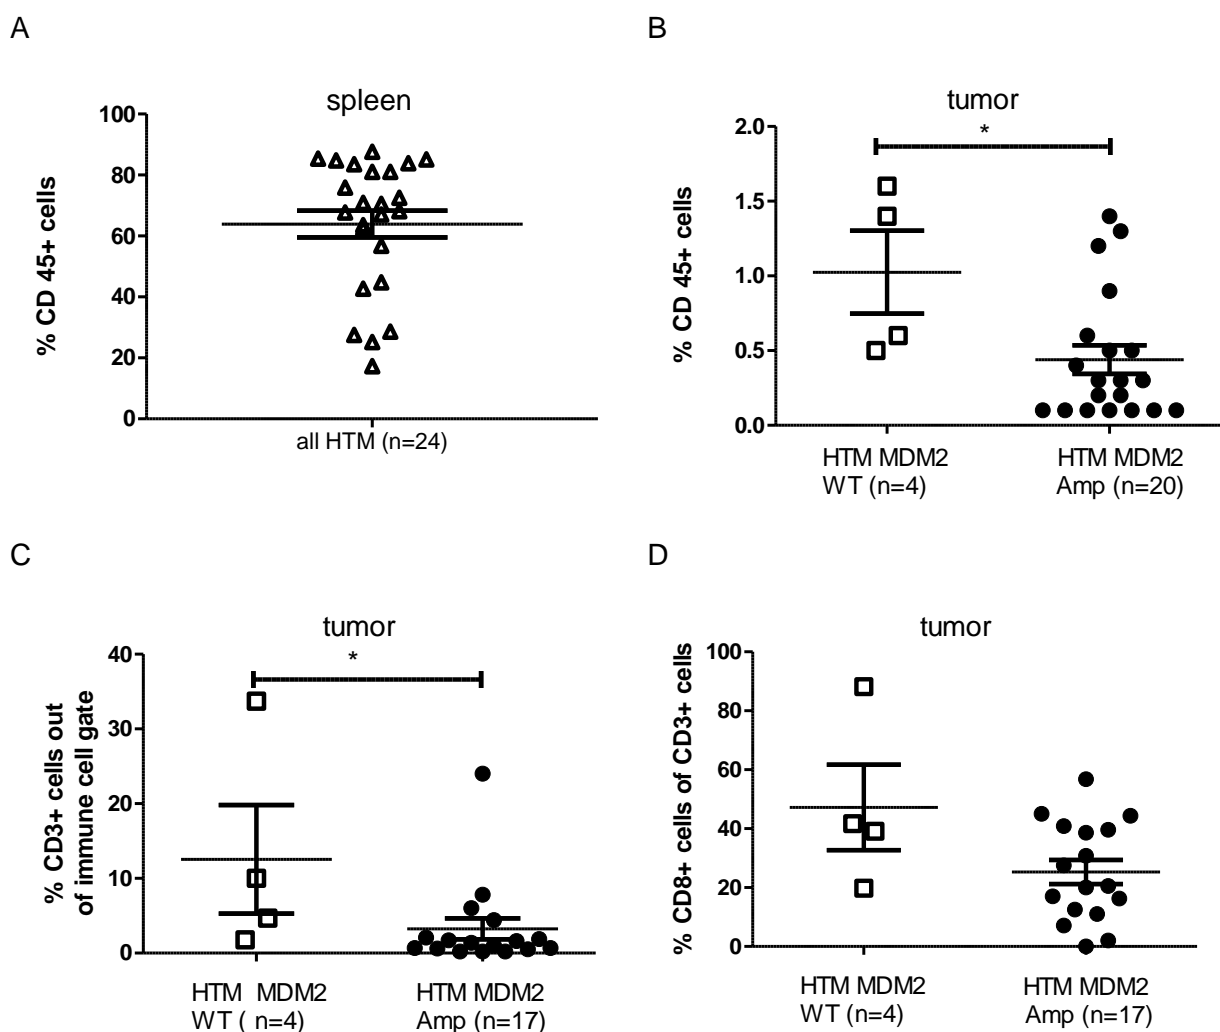 A
spleen
% CD 45+ cells
100
80
60
40
20
0
all HTM (n=24)
B
tumor
*
% CD 45+ cells
2.0
1.5
1.0
0.5
0.0
HTM MDM2
WT (n=4)
HTM MDM2
Amp (n=20)
C
tumor
*
% CD3+ cells out
of immune cell gate
40
30
20
10
0
HTM MDM2
WT ( n=4)
HTM MDM2
Amp (n=17)
D
tumor
% CD8+ cells of CD3+ cells
100
80
60
40
20
0
HTM MDM2
WT (n=4)
HTM MDM2
Amp (n=17)